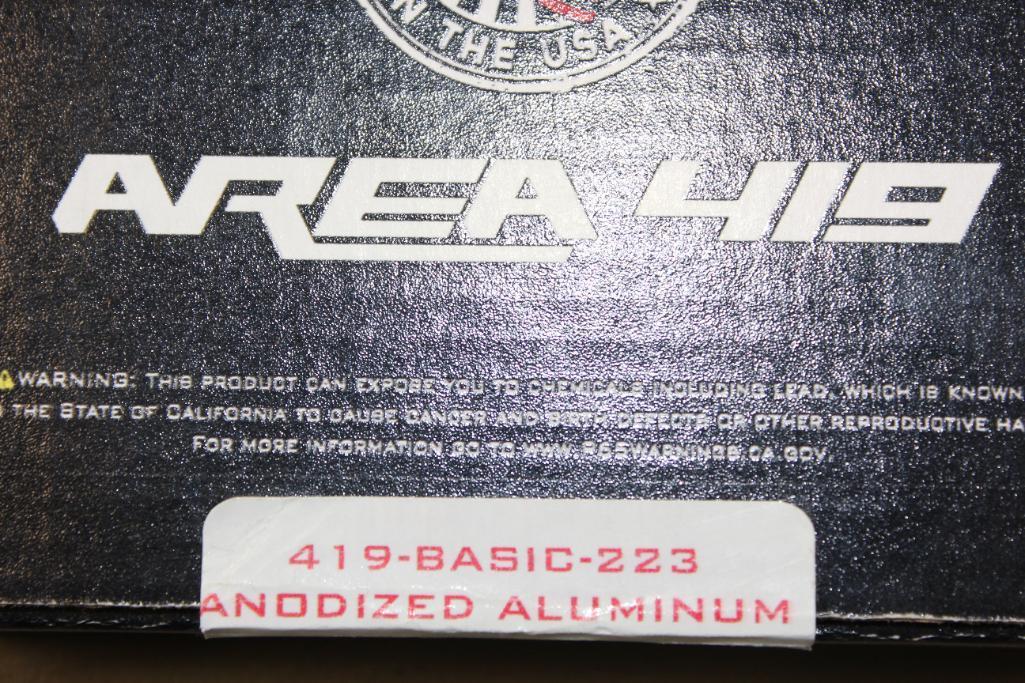 N THE USA
AREA 419
WARNING: THIS PRODUCT CAN EXPOSE YOU TO CHEMICALS INCLUDING LEAD, WHICH IS KNOWN
THE STATE OF CALIFORNIA TO CAUSE CANCER AND BIRTH DEFECTS OR OTHER REPRODUCTIVE HA
FOR MORE INFORMATION GO TO WWW.P65WARNINGS.CA.GOV.
419-BASIC-223
ANODIZED ALUMINUM